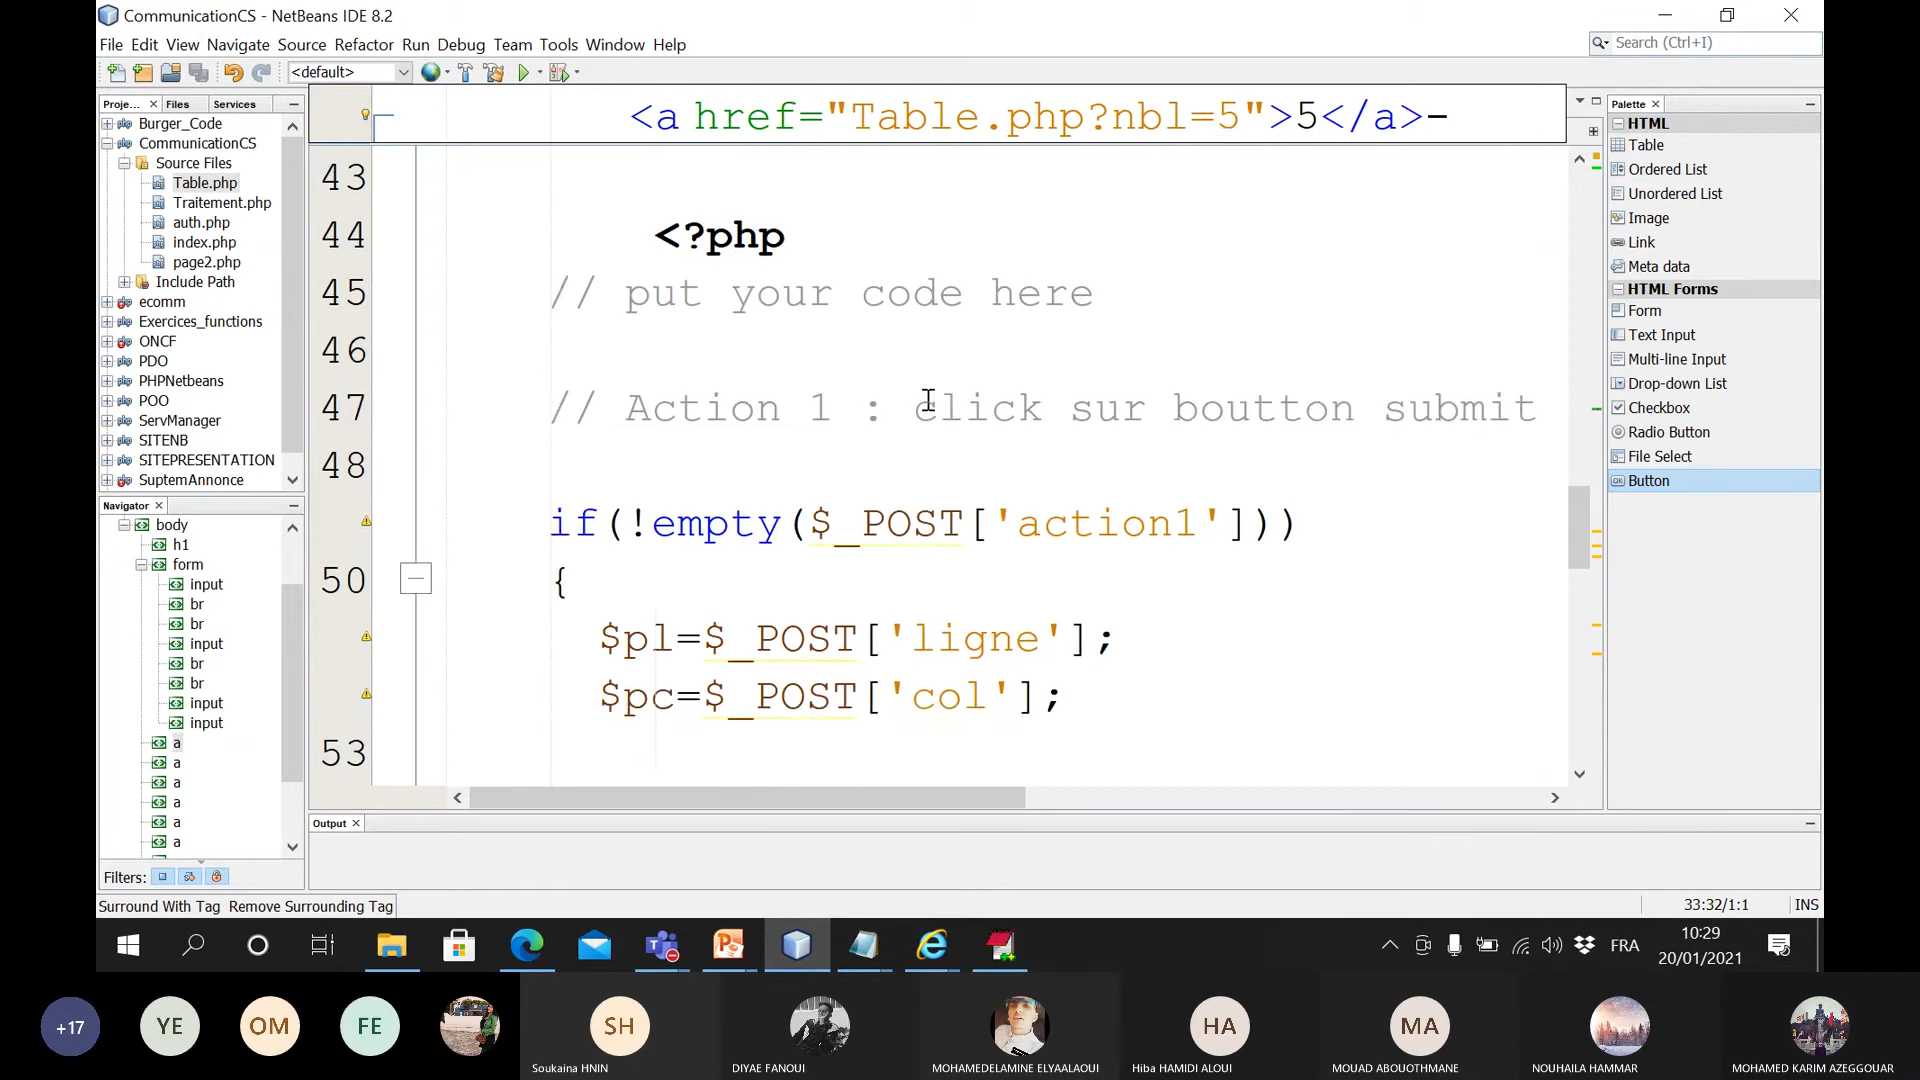 CommunicationCS - NetBeans IDE 8.2
File Edit View Navigate Source Refactor Run Debug Team Tools Window Help
Search (Ctrl+I)
<default>
Proje... Files Services
Burger_Code
CommunicationCS
Source Files
Table.php
Traitement.php
auth.php
index.php
page2.php
Include Path
ecomm
Exercices_functions
ONCF
PDO
PHPNetbeans
POO
ServManager
SITENB
SITEPRESENTATION
SuptemAnnonce
Navigator
body
h1
form
input
br
br
input
br
br
input
input
a
a
a
a
a
a
Filters:
<a href="Table.php?nbl=5">5</a>-
43
44 <?php
45 // put your code here
46
47 // Action 1 : click sur boutton submit
48
if(!empty($_POST['action1']))
50 {
$pl=$_POST['ligne'];
$pc=$_POST['col'];
53
Output
Palette
HTML
Table
Ordered List
Unordered List
Image
Link
Meta data
HTML Forms
Form
Text Input
Multi-line Input
Drop-down List
Checkbox
Radio Button
File Select
Button
Surround With Tag Remove Surrounding Tag
33:32/1:1 INS
FRA
10:29
20/01/2021
+17
YE
OM
FE
SH
HA
MA
Soukaina HNIN
DIYAE FANOUI
MOHAMEDELAMINE ELYAALAOUI
Hiba HAMIDI ALOUI
MOUAD ABOUOTHMANE
NOUHAILA HAMMAR
MOHAMED KARIM AZEGGOUAR